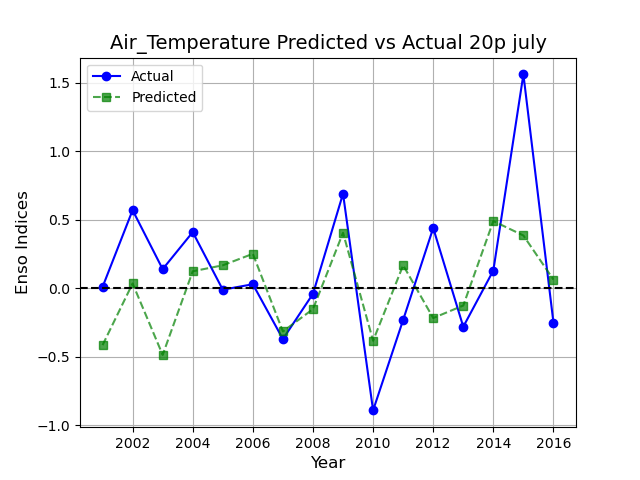 Air_Temperature Predicted vs Actual 20p july
Actual
Predicted
Enso Indices
1.5
1.0
0.5
0.0
−0.5
−1.0
2002 2004 2006 2008 2010 2012 2014 2016
Year